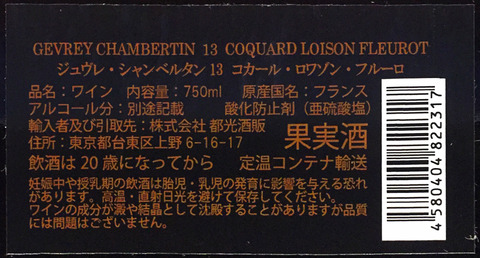 GEVREY CHAMBERTIN 13 COQUARD LOISON FLEUROT
ジュヴレ・シャンベルタン 13 コカール・ロワゾン・フルーロ
品名：ワイン 内容量：750ml 原産国名：フランス
アルコール分：別途記載 酸化防止剤（亜硫酸塩）
輸入者及び引取先：株式会社 都光酒販
住所：東京都台東区上野 6-16-17
果実酒
飲酒は 20 歳になってから 定温コンテナ輸送
妊娠中や授乳期の飲酒は胎児・乳児の発育に影響を与える恐れ
があります。高温・直射日光を避けて保存してください。
ワインの成分が澱や結晶として沈殿することがありますが品質
には問題はございません。
4 580404 822317